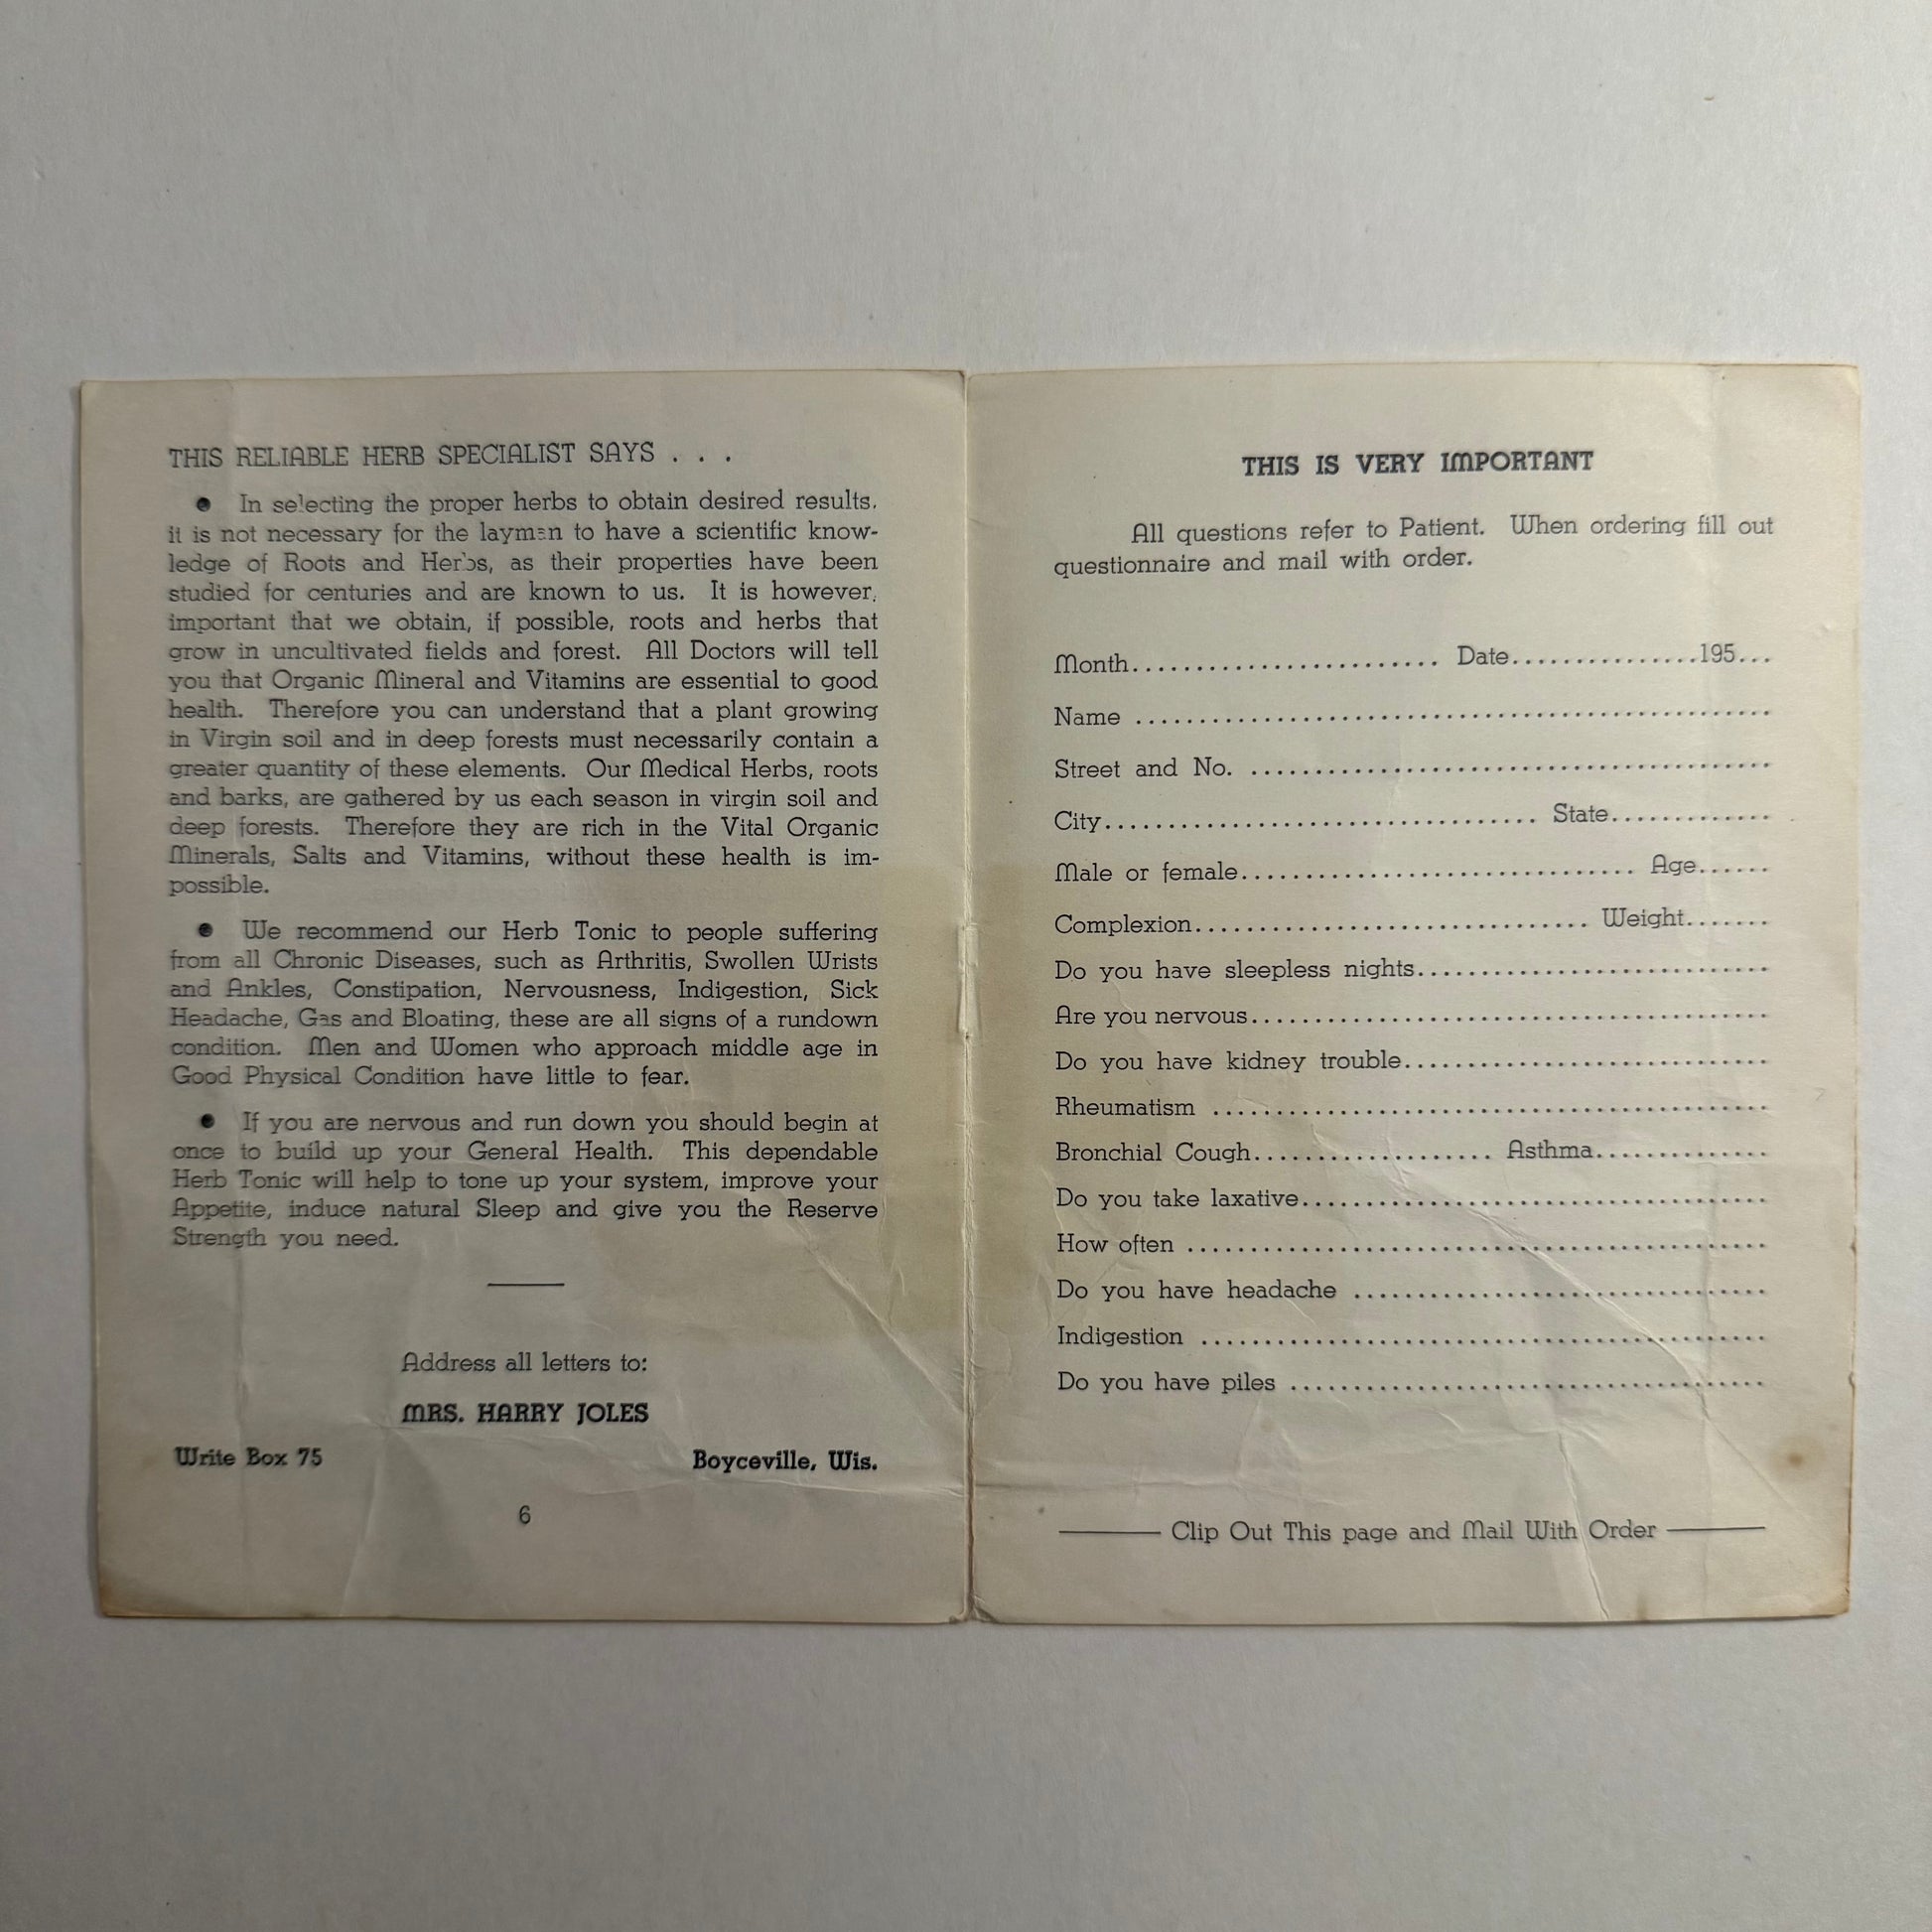 THIS RELIABLE HERB SPECIALIST SAYS . . .
● In selecting the proper herbs to obtain desired results,
it is not necessary for the layman to have a scientific know-
ledge of Roots and Herbs, as their properties have been
studied for centuries and are known to us. It is however,
important that we obtain, if possible, roots and herbs that
grow in uncultivated fields and forest. All Doctors will tell
you that Organic Mineral and Vitamins are essential to good
health. Therefore you can understand that a plant growing
in Virgin soil and in deep forests must necessarily contain a
greater quantity of these elements. Our Medical Herbs, roots
and barks, are gathered by us each season in virgin soil and
deep forests. Therefore they are rich in the Vital Organic
Minerals, Salts and Vitamins, without these health is im-
possible.
● We recommend our Herb Tonic to people suffering
from all Chronic Diseases, such as Arthritis, Swollen Wrists
and Ankles, Constipation, Nervousness, Indigestion, Sick
Headache, Gas and Bloating, these are all signs of a rundown
condition. Men and Women who approach middle age in
Good Physical Condition have little to fear.
● If you are nervous and run down you should begin at
once to build up your General Health. This dependable
Herb Tonic will help to tone up your system, improve your
Appetite, induce natural Sleep and give you the Reserve
Strength you need.
Address all letters to:
MRS. HARRY JOLES
Write Box 75 Boyceville, Wis.
6
THIS IS VERY IMPORTANT
All questions refer to Patient. When ordering fill out
questionnaire and mail with order.
Month........................ Date...............195...
Name ..................................................
Street and No. .........................................
City.................................. State.............
Male or female............................... Age......
Complexion............................... Weight.......
Do you have sleepless nights............................
Are you nervous.........................................
Do you have kidney trouble.............................
Rheumatism ............................................
Bronchial Cough................... Asthma..............
Do you take laxative.....................................
How often ..............................................
Do you have headache .................................
Indigestion .............................................
Do you have piles ......................................
Clip Out This page and Mail With Order